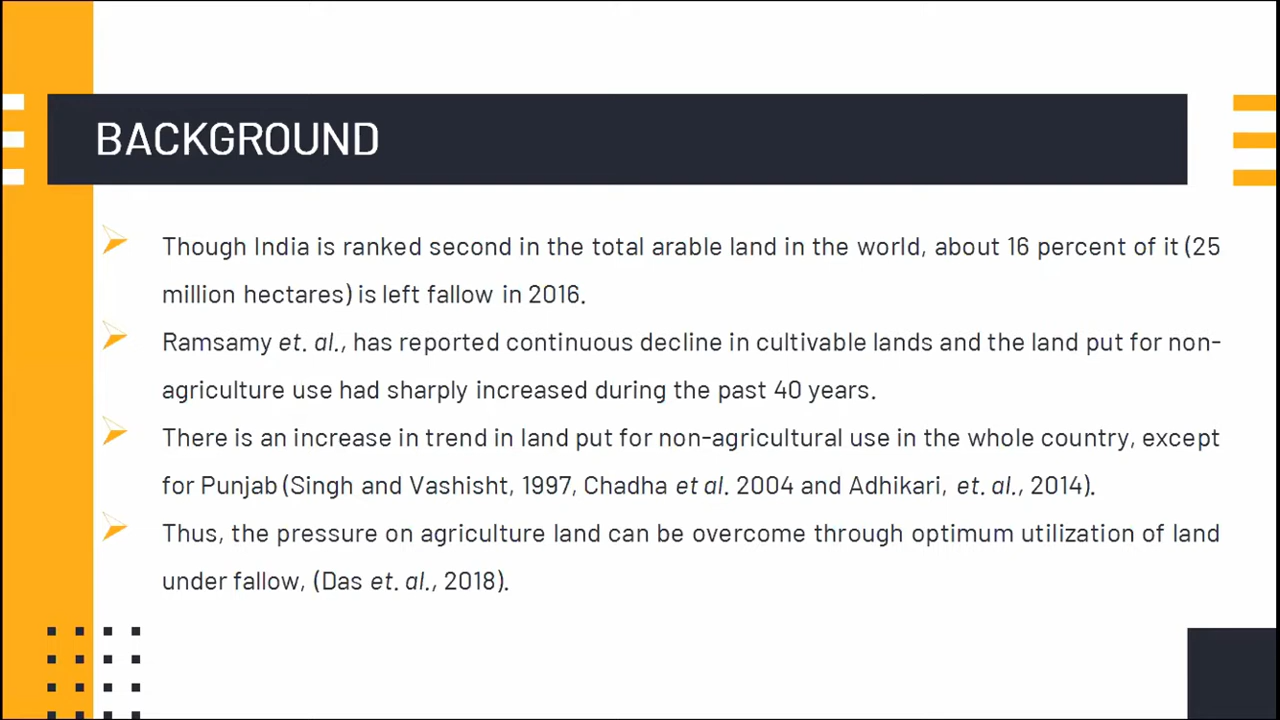 BACKGROUND
Though India is ranked second in the total arable land in the world, about 16 percent of it (25
million hectares) is left fallow in 2016.
Ramsamy et. al., has reported continuous decline in cultivable lands and the land put for non-
agriculture use had sharply increased during the past 40 years.
There is an increase in trend in land put for non-agricultural use in the whole country, except
for Punjab (Singh and Vashisht, 1997, Chadha et al. 2004 and Adhikari, et. al., 2014).
Thus, the pressure on agriculture land can be overcome through optimum utilization of land
under fallow, (Das et. al., 2018).